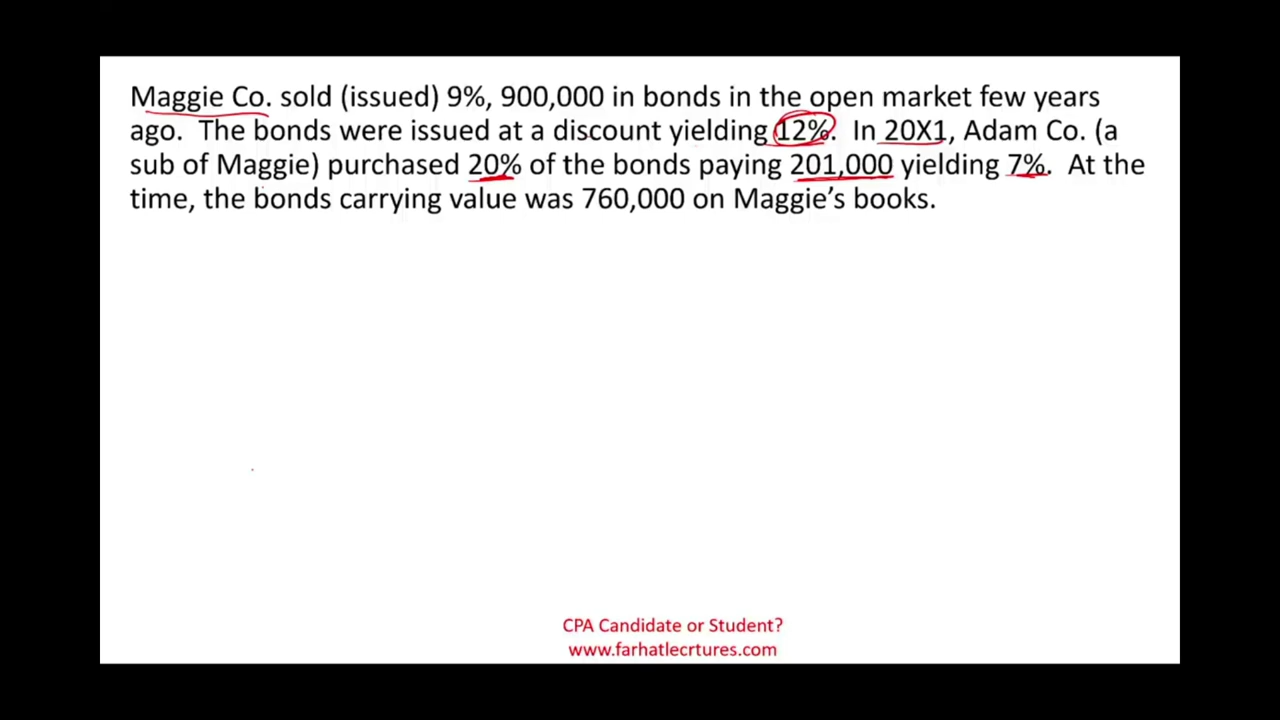 Maggie Co. sold (issued) 9%, 900,000 in bonds in the open market few years
ago.  The bonds were issued at a discount yielding 12%.  In 20X1, Adam Co. (a
sub of Maggie) purchased 20% of the bonds paying 201,000 yielding 7%.  At the
time, the bonds carrying value was 760,000 on Maggie’s books.
CPA Candidate or Student?
www.farhatlecrtures.com